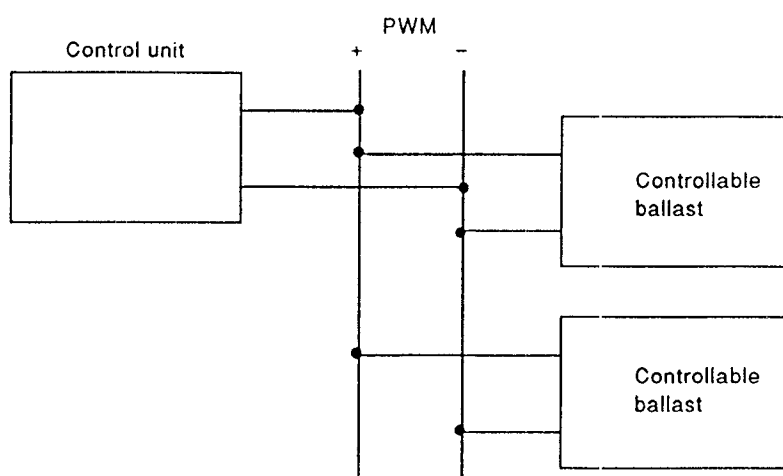 PWM
Control unit
+ -
Controllable
ballast
Controllable
ballast